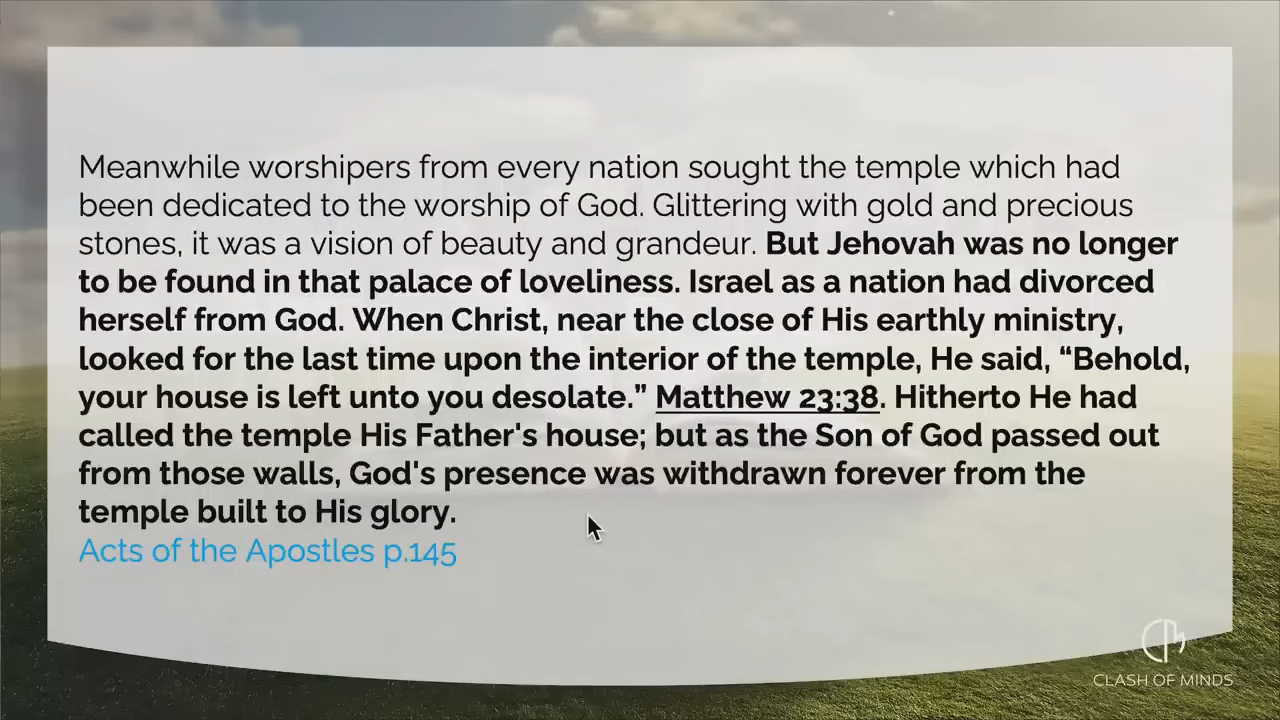 Meanwhile worshipers from every nation sought the temple which had
been dedicated to the worship of God. Glittering with gold and precious
stones, it was a vision of beauty and grandeur. But Jehovah was no longer
to be found in that palace of loveliness. Israel as a nation had divorced
herself from God. When Christ, near the close of His earthly ministry,
looked for the last time upon the interior of the temple, He said, “Behold,
your house is left unto you desolate.” Matthew 23:38. Hitherto He had
called the temple His Father's house; but as the Son of God passed out
from those walls, God's presence was withdrawn forever from the
temple built to His glory.
Acts of the Apostles p.145
CLASH OF MINDS